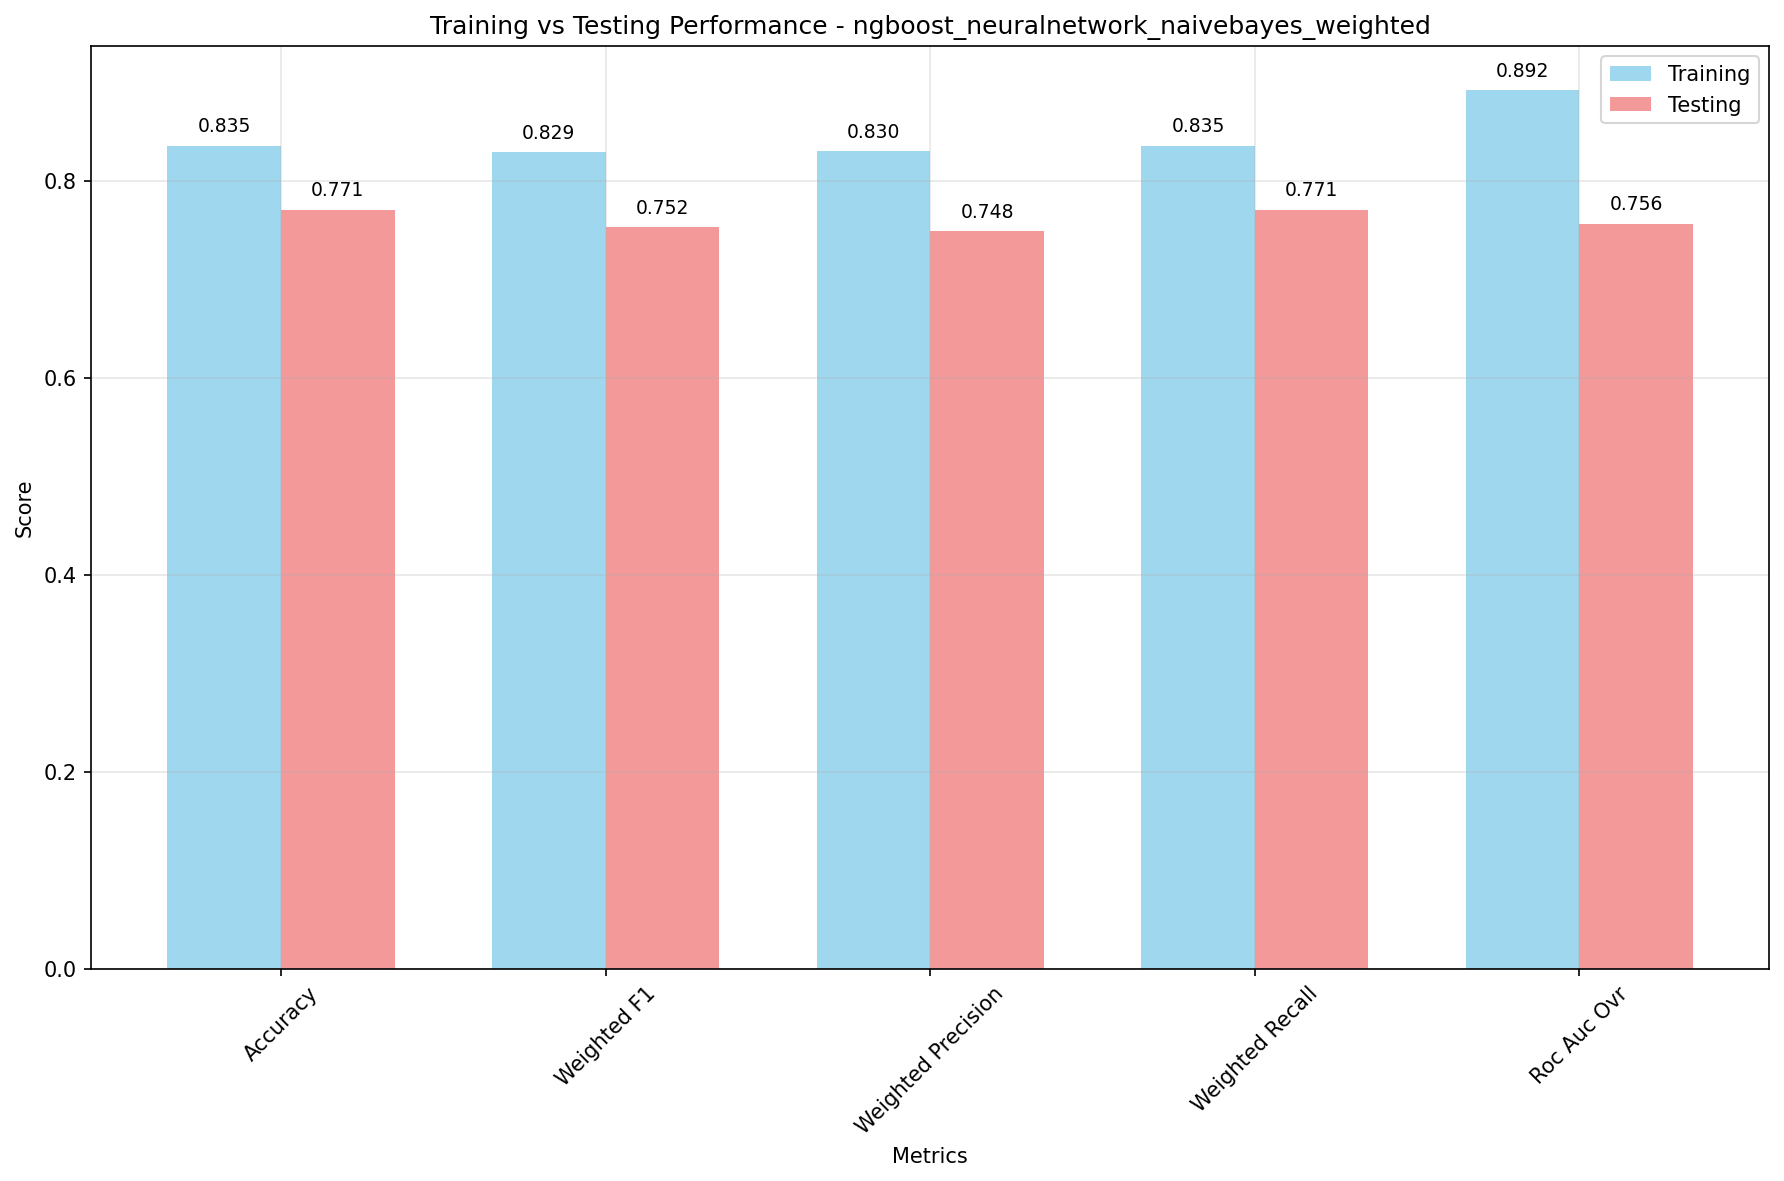 Training vs Testing Performance - ngboost_neuralnetwork_naivebayes_weighted
Training
Testing
0.835
0.771
0.829
0.752
0.830
0.748
0.835
0.771
0.892
0.756
Score
0.8
0.6
0.4
0.2
0.0
Accuracy
Weighted F1
Weighted Precision
Weighted Recall
Roc Auc Ovr
Metrics